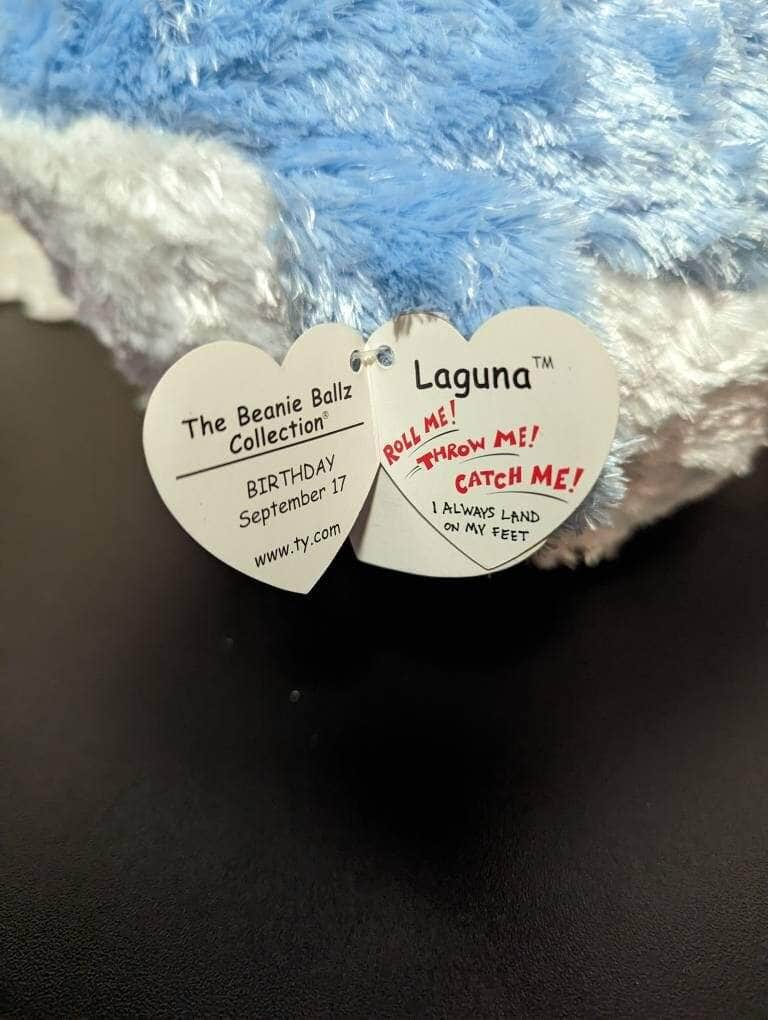 The Beanie Ballz
Collection®
BIRTHDAY
September 17
www.ty.com
Laguna™
ROLL ME!
THROW ME!
CATCH ME!
I ALWAYS LAND
ON MY FEET